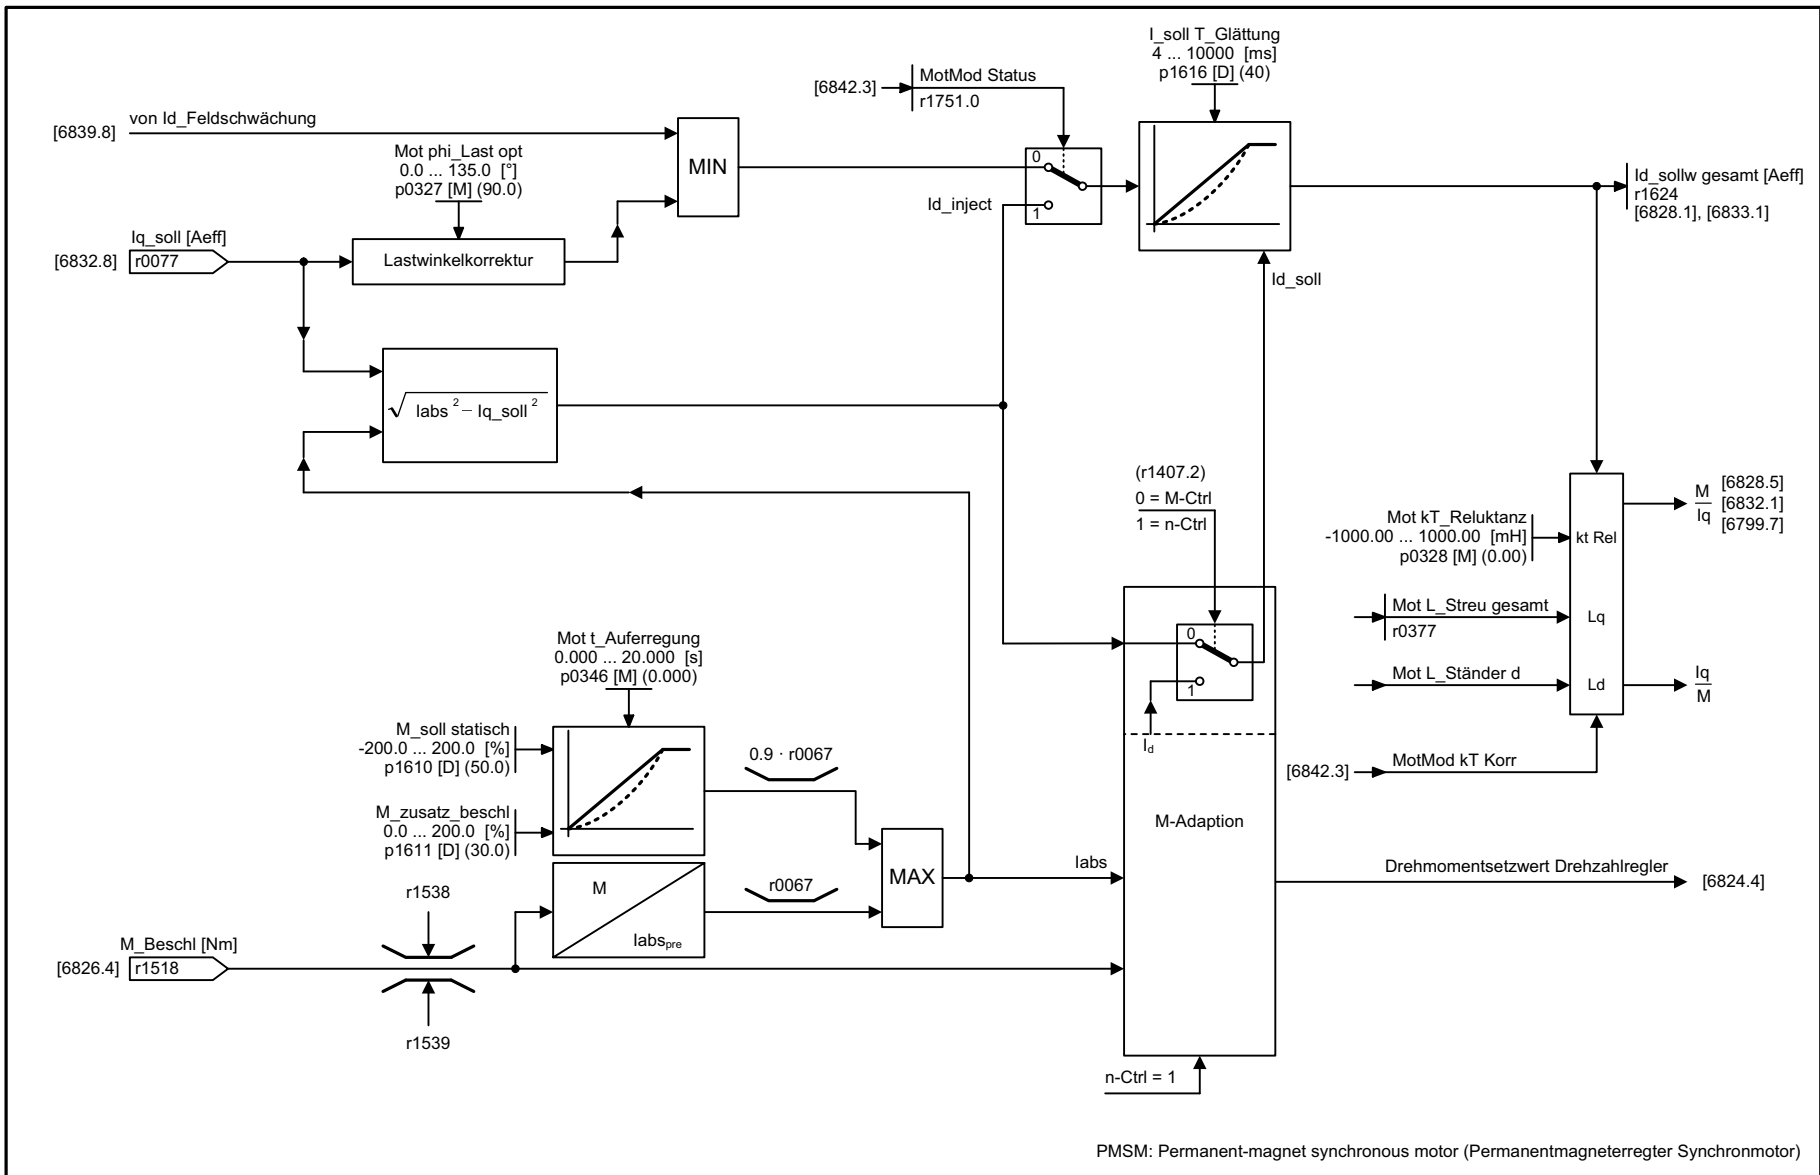 I_soll T_Glättung
4 ... 10000 [ms]
p1616 [D] (40)
[6842.3]
MotMod Status
r1751.0
[6839.8]
von Id_Feldschwächung
Mot phi_Last opt
0.0 ... 135.0 [°]
p0327 [M] (90.0)
MIN
0
1
Id_inject
Id_sollw gesamt [Aeff]
r1624
[6828.1], [6833.1]
Iq_soll [Aeff]
[6832.8]
r0077
Lastwinkelkorrektur
Id_soll
√ Iabs ² – Iq_soll ²
(r1407.2)
0 = M-Ctrl
1 = n-Ctrl
M
Iq
[6828.5]
[6832.1]
[6799.7]
Mot kT_Reluktanz
-1000.00 ... 1000.00 [mH]
p0328 [M] (0.00)
kt Rel
Mot L_Streu gesamt
r0377
Lq
Mot L_Ständer d
Ld
Iq
M
0
1
I_d
[6842.3]
MotMod kT Korr
Mot t_Auferregung
0.000 ... 20.000 [s]
p0346 [M] (0.000)
M_soll statisch
-200.0 ... 200.0 [%]
p1610 [D] (50.0)
0.9 · r0067
M_zusatz_beschl
0.0 ... 200.0 [%]
p1611 [D] (30.0)
M-Adaption
MAX
Iabs
Drehmomentsetzwert Drehzahlregler
[6824.4]
M
Iabs_pre
r0067
r1538
M_Beschl [Nm]
[6826.4]
r1518
r1539
n-Ctrl = 1
PMSM: Permanent-magnet synchronous motor (Permanentmagneterregter Synchronmotor)